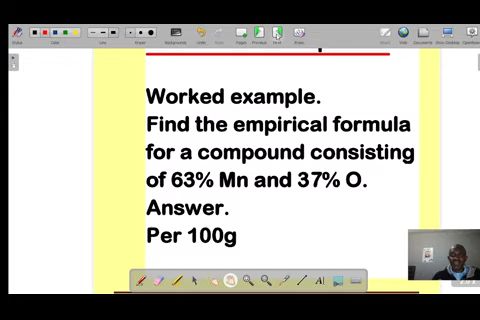 Worked example.
Find the empirical formula
for a compound consisting
of 63% Mn and 37% O.
Answer.
Per 100g